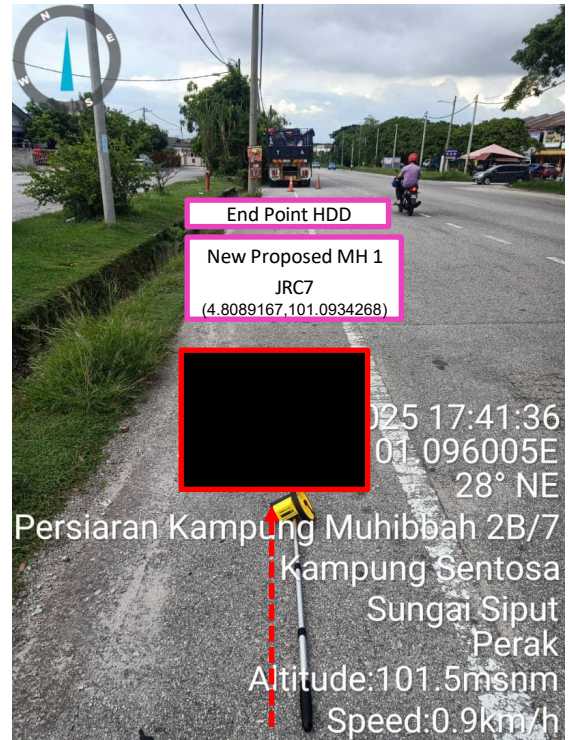 N
E
S
W
End Point HDD
New Proposed MH 1
JRC7
(4.8089167,101.0934268)
025 17:41:36
01.096005E
28° NE
Persiaran Kampung Muhibbah 2B/7
Kampung Sentosa
Sungai Siput
Perak
Altitude:101.5msnm
Speed:0.9km/h